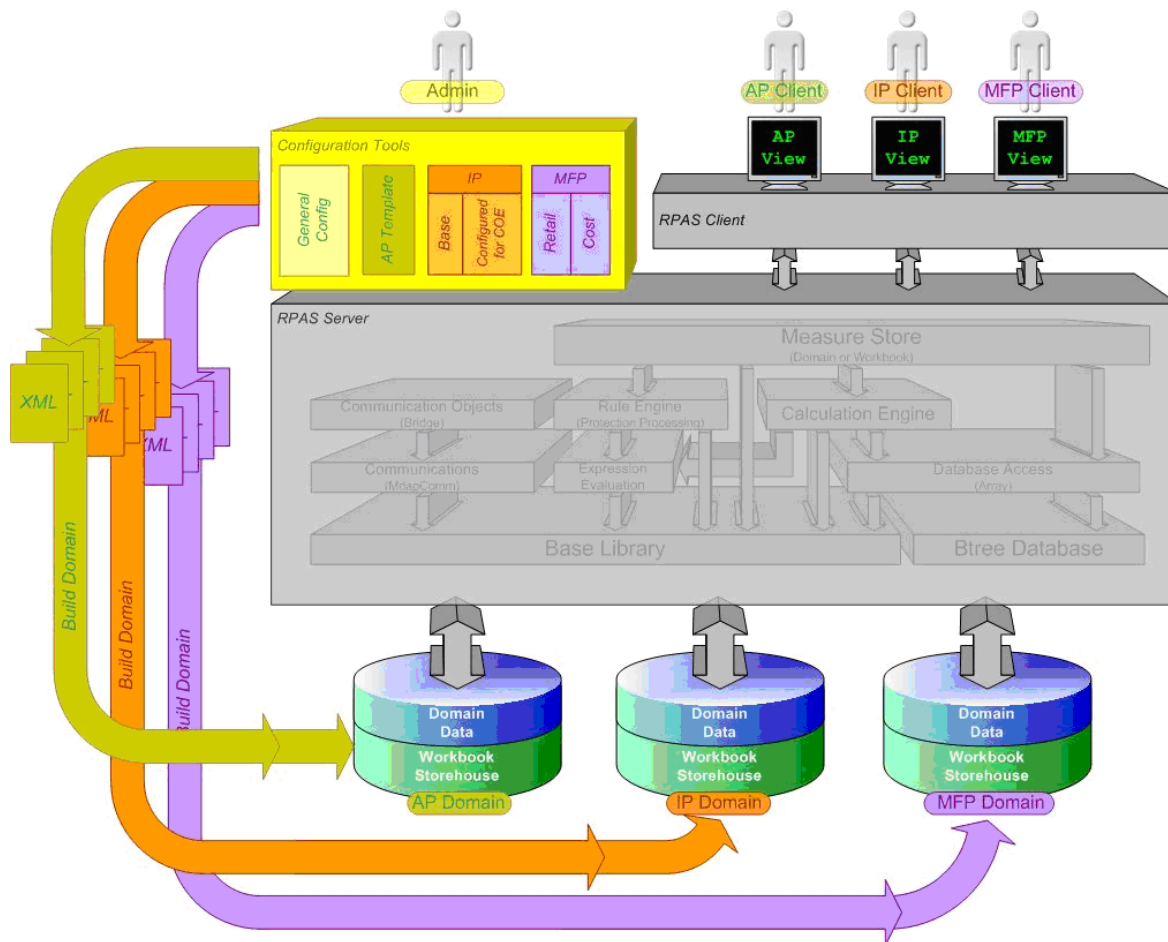 Admin
AP Client
IP Client
MFP Client
AP
View
IP
View
MFP
View
Configuration Tools
General
Config
AP Template
IP
Base
Configured
for COE
MFP
Retail
Cost
RPAS Client
RPAS Server
Measure Store
(Domain or Workbook)
Communication Objects
(Bridge)
Rule Engine
(Protection Processing)
Calculation Engine
Communications
(MdapComm)
Expression
Evaluation
Database Access
(Array)
Base Library
Btree Database
XML
ML
XML
Build Domain
Build Domain
Build Domain
Domain
Data
Workbook
Storehouse
AP Domain
Domain
Data
Workbook
Storehouse
IP Domain
Domain
Data
Workbook
Storehouse
MFP Domain